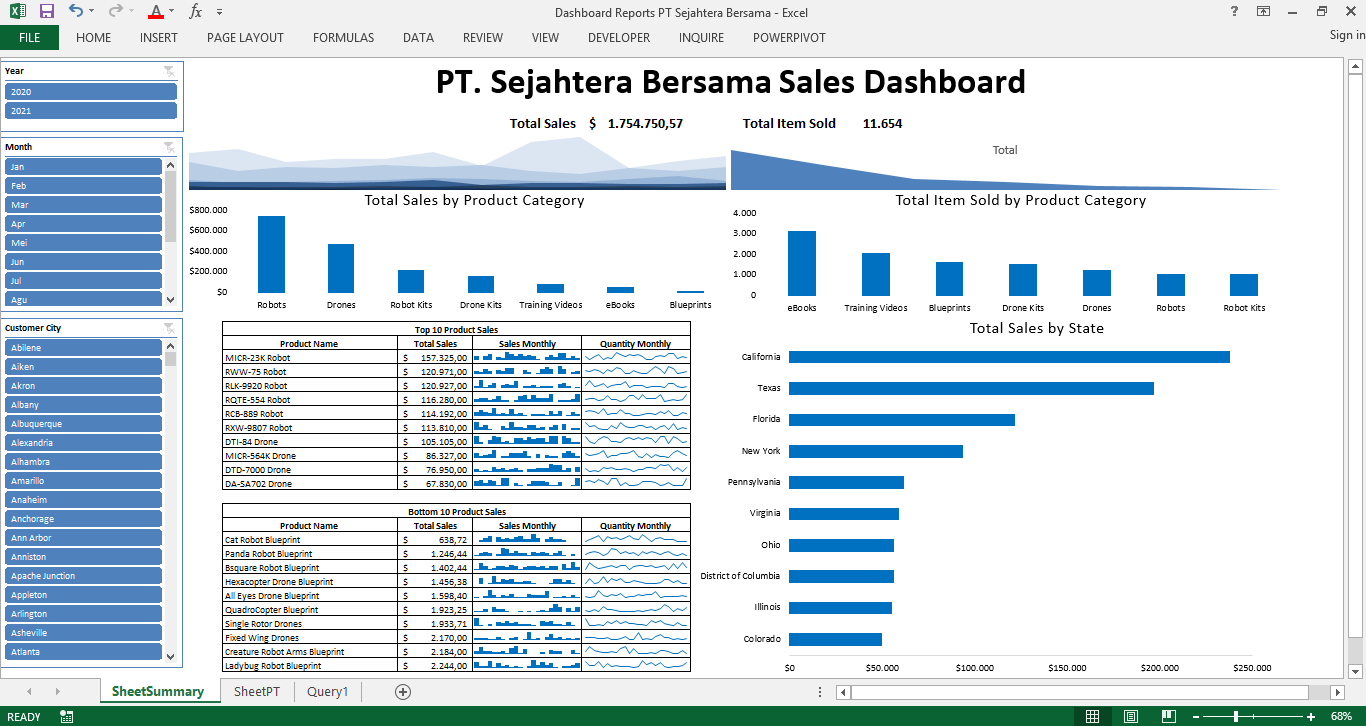 Dashboard Reports PT Sejahtera Bersama - Excel
FILE HOME INSERT PAGE LAYOUT FORMULAS DATA REVIEW VIEW DEVELOPER INQUIRE POWERPIVOT Sign in
Year
2020
2021
Month
Jan
Feb
Mar
Apr
Mei
Jun
Jul
Agu
Customer City
Abilene
Aiken
Akron
Albany
Albuquerque
Alexandria
Alhambra
Amarillo
Anaheim
Anchorage
Ann Arbor
Anniston
Apache Junction
Appleton
Arlington
Asheville
Atlanta
PT. Sejahtera Bersama Sales Dashboard
Total Sales $ 1.754.750,57 Total Item Sold 11.654
Total
Total Sales by Product Category
$800.000
$600.000
$400.000
$200.000
$0
Robots Drones Robot Kits Drone Kits Training Videos eBooks Blueprints
Total Item Sold by Product Category
4.000
3.000
2.000
1.000
0
eBooks Training Videos Blueprints Drone Kits Drones Robots Robot Kits
Top 10 Product Sales
Product Name Total Sales Sales Monthly Quantity Monthly
MICR-23K Robot $ 157.325,00
RWW-75 Robot $ 120.971,00
RLK-9920 Robot $ 120.927,00
RQTE-554 Robot $ 116.280,00
RCB-889 Robot $ 114.192,00
RXW-9807 Robot $ 113.810,00
DTI-84 Drone $ 105.105,00
MICR-564K Drone $ 86.327,00
DTD-7000 Drone $ 76.950,00
DA-SA702 Drone $ 67.830,00
Bottom 10 Product Sales
Product Name Total Sales Sales Monthly Quantity Monthly
Cat Robot Blueprint $ 638,72
Panda Robot Blueprint $ 1.246,44
Bsquare Robot Blueprint $ 1.402,44
Hexacopter Drone Blueprint $ 1.456,38
All Eyes Drone Blueprint $ 1.598,40
QuadroCopter Blueprint $ 1.923,25
Single Rotor Drones $ 1.933,71
Fixed Wing Drones $ 2.170,00
Creature Robot Arms Blueprint $ 2.184,00
Ladybug Robot Blueprint $ 2.244,00
Total Sales by State
California
Texas
Florida
New York
Pennsylvania
Virginia
Ohio
District of Columbia
Illinois
Colorado
$0 $50.000 $100.000 $150.000 $200.000 $250.000
SheetSummary SheetPT Query1
READY 68%